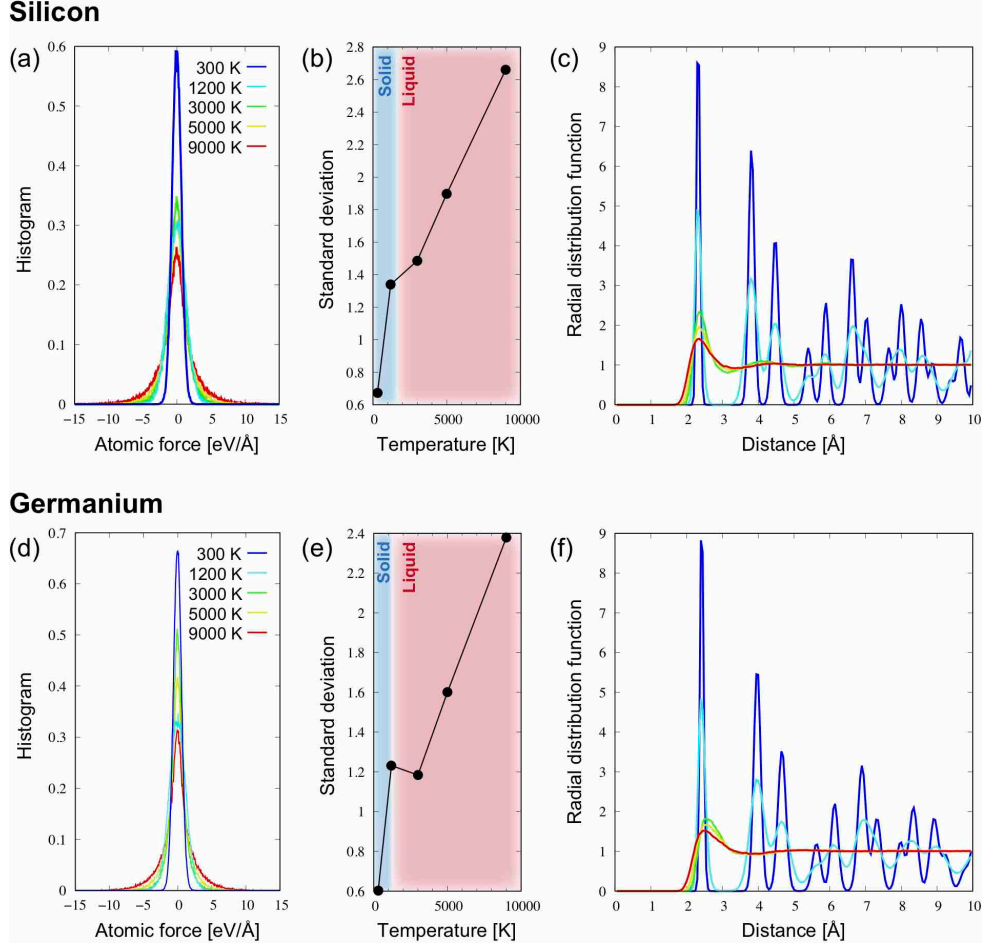 Silicon
(a)
0.6
0.5
0.4
0.3
0.2
0.1
0
Histogram
300 K
1200 K
3000 K
5000 K
9000 K
−15 −10 −5 0 5 10 15
Atomic force [eV/Å]
(b)
2.8
2.6
2.4
2.2
2
1.8
1.6
1.4
1.2
1
0.8
0.6
Standard deviation
Solid
Liquid
0 5000 10000
Temperature [K]
(c)
9
8
7
6
5
4
3
2
1
0
Radial distribution function
0 1 2 3 4 5 6 7 8 9 10
Distance [Å]
Germanium
(d)
0.7
0.6
0.5
0.4
0.3
0.2
0.1
0
Histogram
300 K
1200 K
3000 K
5000 K
9000 K
−15 −10 −5 0 5 10 15
Atomic force [eV/Å]
(e)
2.4
2.2
2
1.8
1.6
1.4
1.2
1
0.8
0.6
Standard deviation
Solid
Liquid
0 5000 10000
Temperature [K]
(f)
9
8
7
6
5
4
3
2
1
0
Radial distribution function
0 1 2 3 4 5 6 7 8 9 10
Distance [Å]